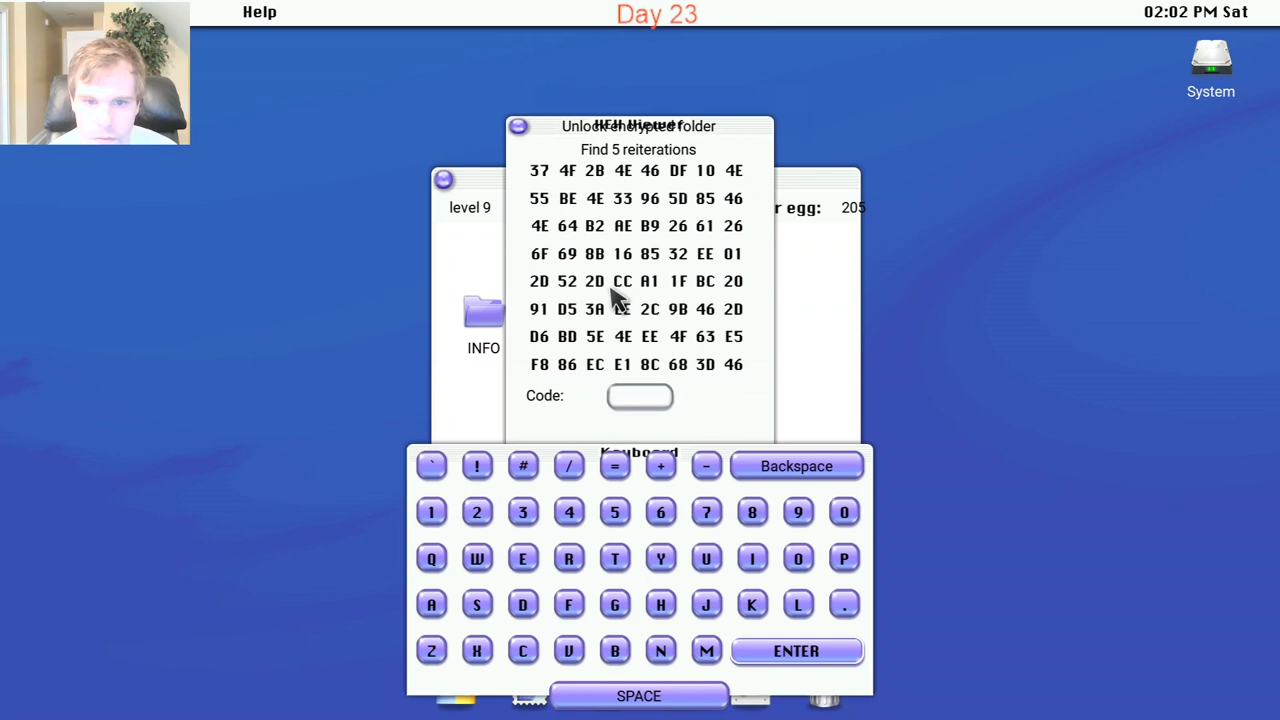 Help Day 23 02:02 PM Sat
System
Unlock encrypted folder
HEX Viewer
Find 5 reiterations
37 4F 2B 4E 46 DF 10 4E
55 BE 4E 33 96 5D 85 46
level 9 r egg: 205
4E 64 B2 AE B9 26 61 26
6F 69 8B 16 85 32 EE 01
2D 52 2D CC A1 1F BC 20
91 D5 3A 2C 9B 46 2D
D6 BD 5E 4E EE 4F 63 E5
INFO
F8 86 EC E1 8C 68 3D 46
Code:
Keyboard
` ! # / = + - Backspace
1 2 3 4 5 6 7 8 9 0
Q W E R T Y U I O P
A S D F G H J K L .
Z X C V B N M ENTER
SPACE